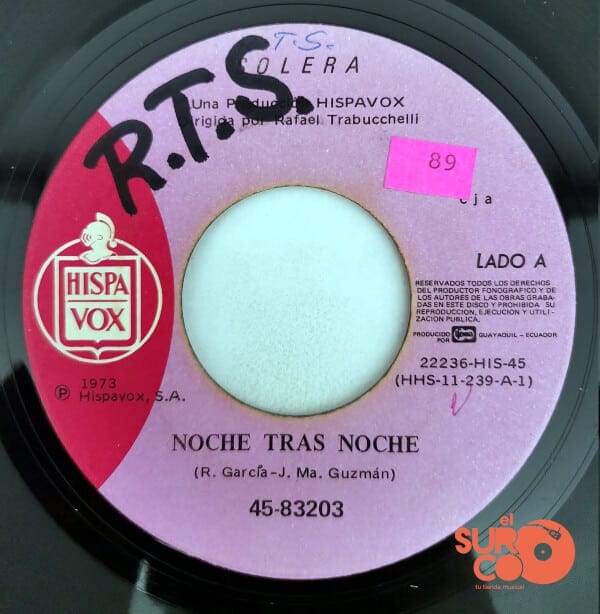 T.S.
SOLERA
R.T.S.
Una Producción HISPAVOX
Dirigida por Rafael Trabucchelli
89
LADO A
RESERVADOS TODOS LOS DERECHOS
DEL PRODUCTOR FONOGRAFICO Y DE
LOS AUTORES DE LAS OBRAS GRABA-
DAS EN ESTE DISCO Y PROHIBIDA SU
REPRODUCCION, EJECUCION Y UTILI-
ZACION PUBLICA.
PRODUCIDO
POR
GUAYAQUIL - ECUADOR
HISPA
VOX
22236-HIS-45
(HHS-11-239-A-1)
℗ 1973
Hispavox, S.A.
NOCHE TRAS NOCHE
(R. García-J. Ma. Guzmán)
45-83203
el
SURCO
tu tienda musical